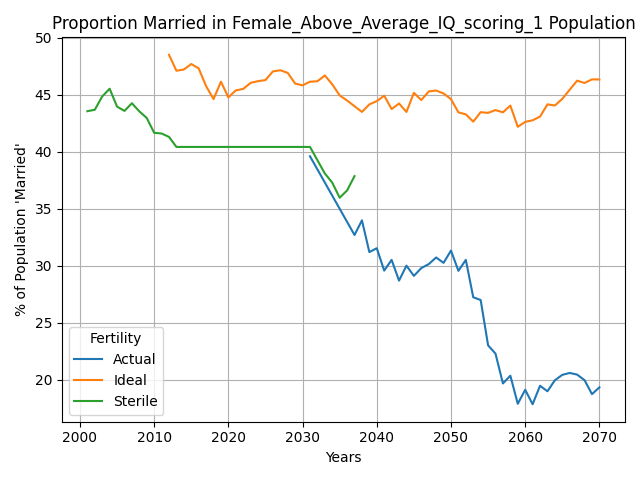 Proportion Married in Female_Above_Average_IQ_scoring_1 Population
% of Population 'Married'
50
45
40
35
30
25
20
Fertility
Actual
Ideal
Sterile
2000 2010 2020 2030 2040 2050 2060 2070
Years